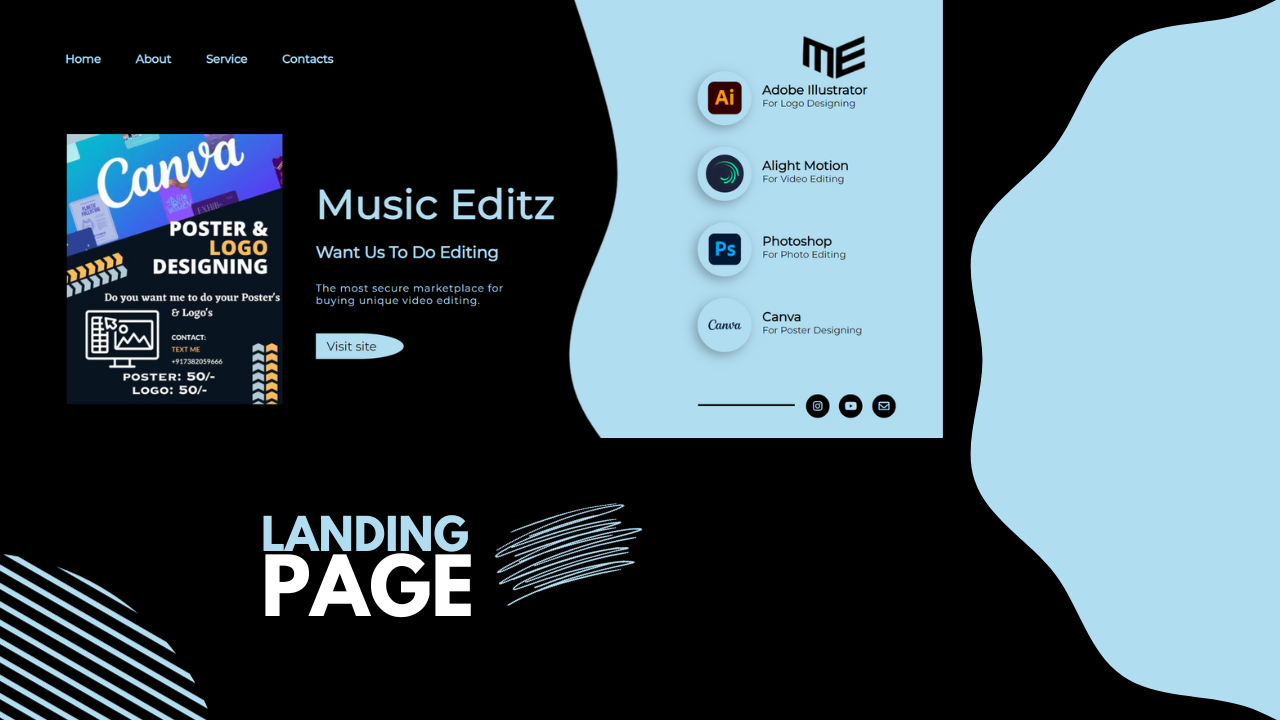 Home About Service Contacts
Canva
POSTER &
LOGO
DESIGNING
Do you want me to do your Poster's
& Logo's
CONTACT:
TEXT ME
+917382059666
POSTER: 50/-
LOGO: 50/-
Music Editz
Want Us To Do Editing
The most secure marketplace for
buying unique video editing.
Visit site
ME
Ai
Adobe Illustrator
For Logo Designing
Alight Motion
For Video Editing
Ps
Photoshop
For Photo Editing
Canva
Canva
For Poster Designing
LANDING
PAGE